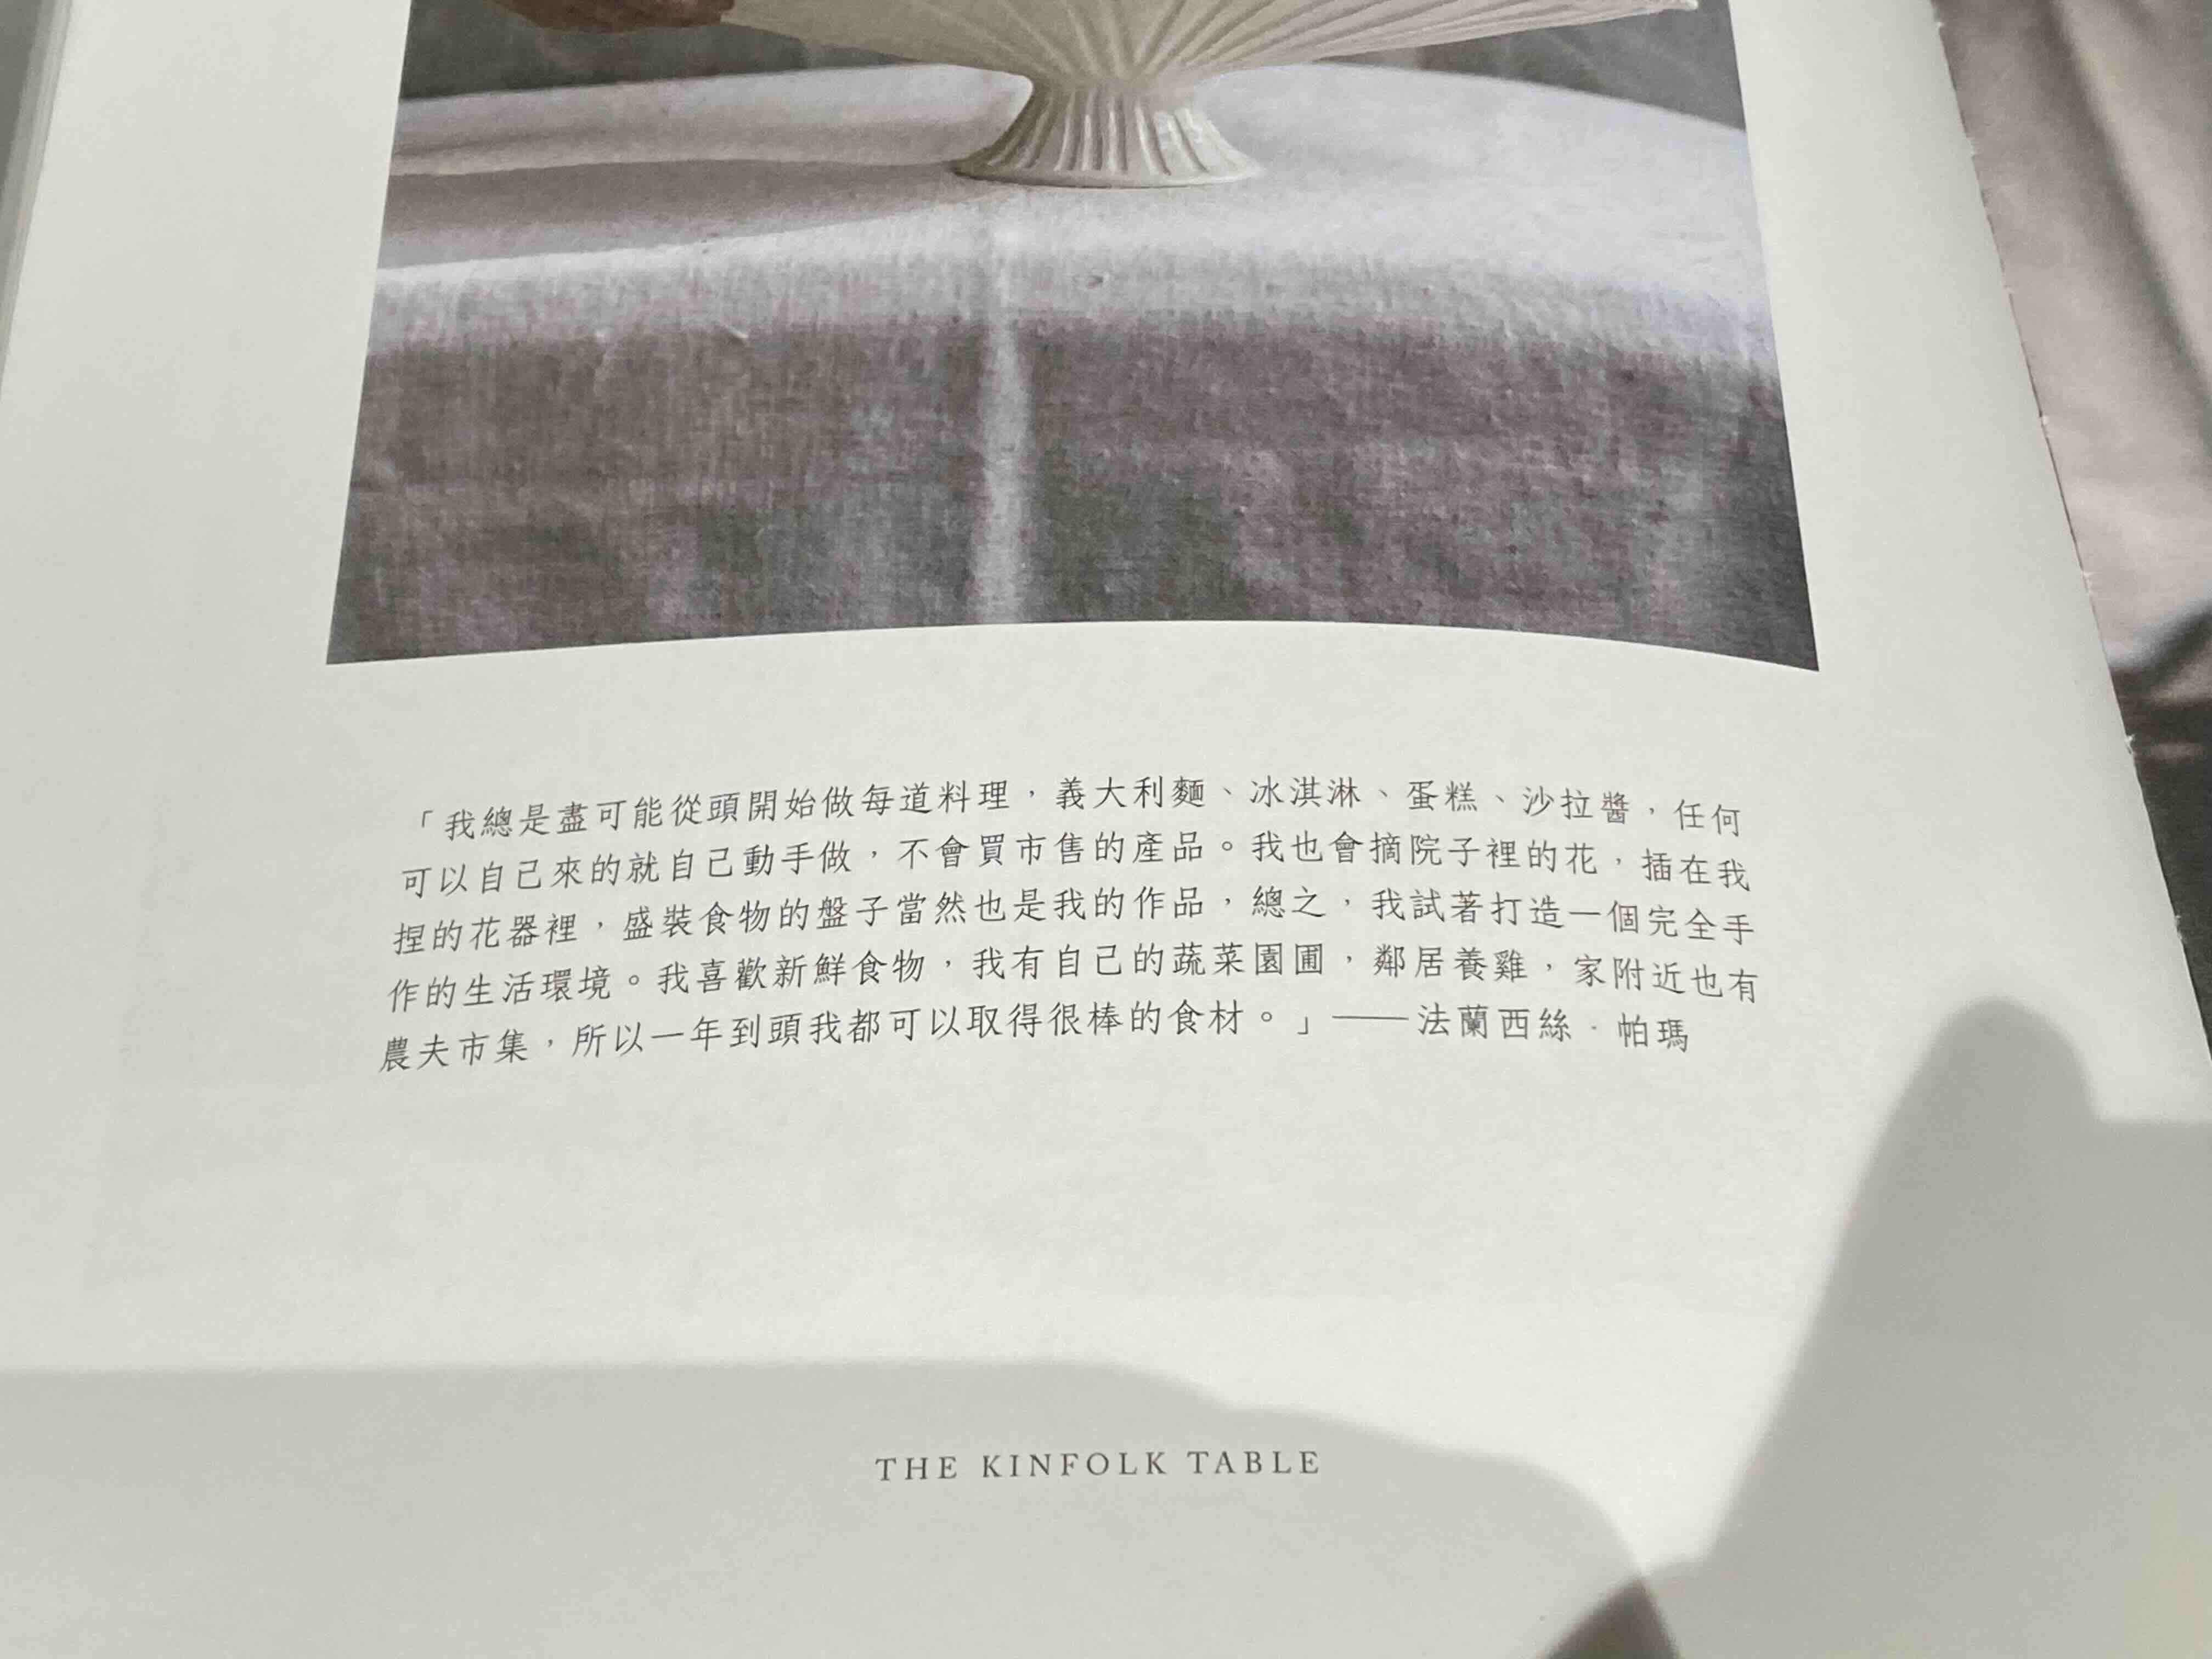 「我總是盡可能從頭開始做每道料理，義大利麵、冰淇淋、蛋糕、沙拉醬，任何
可以自己來的就自己動手做，不會買市售的產品。我也會摘院子裡的花，插在我
捏的花器裡，盛裝食物的盤子當然也是我的作品，總之，我試著打造一個完全手
作的生活環境。我喜歡新鮮食物，我有自己的蔬菜園圃，鄰居養雞，家附近也有
農夫市集，所以一年到頭我都可以取得很棒的食材。」——法蘭西絲·帕瑪
THE KINFOLK TABLE